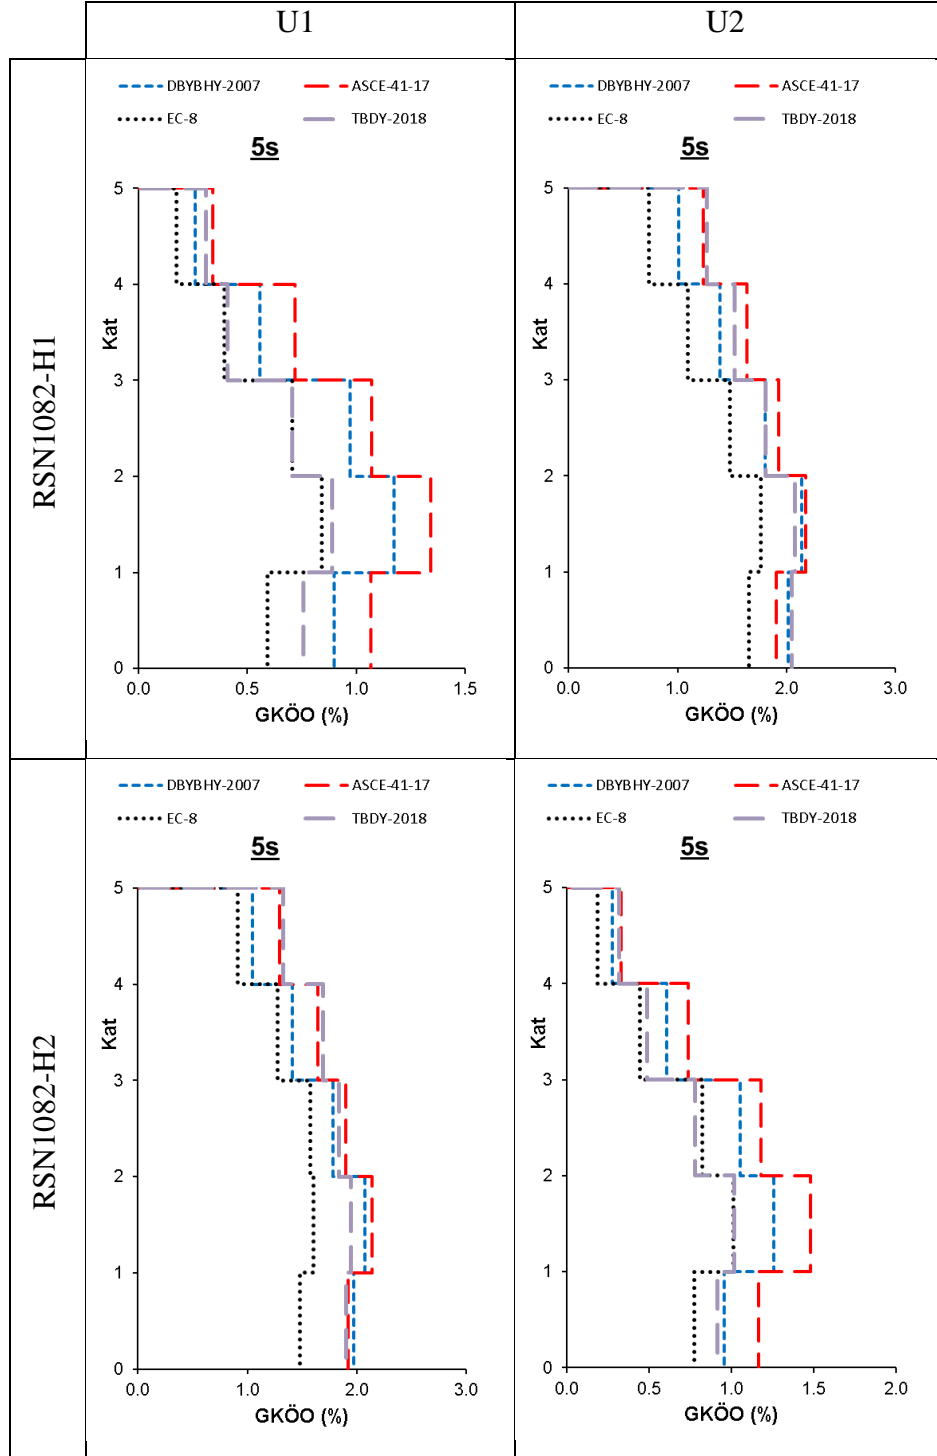 U1
U2
RSN1082-H1
DBYBHY-2007
ASCE-41-17
EC-8
TBDY-2018
5s
Kat
5
4
3
2
1
0
0.0
0.5
1.0
1.5
GKÖO (%)
DBYBHY-2007
ASCE-41-17
EC-8
TBDY-2018
5s
5
4
3
2
1
0
0.0
1.0
2.0
3.0
GKÖO (%)
RSN1082-H2
DBYBHY-2007
ASCE-41-17
EC-8
TBDY-2018
5s
Kat
5
4
3
2
1
0
0.0
1.0
2.0
3.0
GKÖO (%)
DBYBHY-2007
ASCE-41-17
EC-8
TBDY-2018
5s
Kat
5
4
3
2
1
0
0.0
0.5
1.0
1.5
2.0
GKÖO (%)